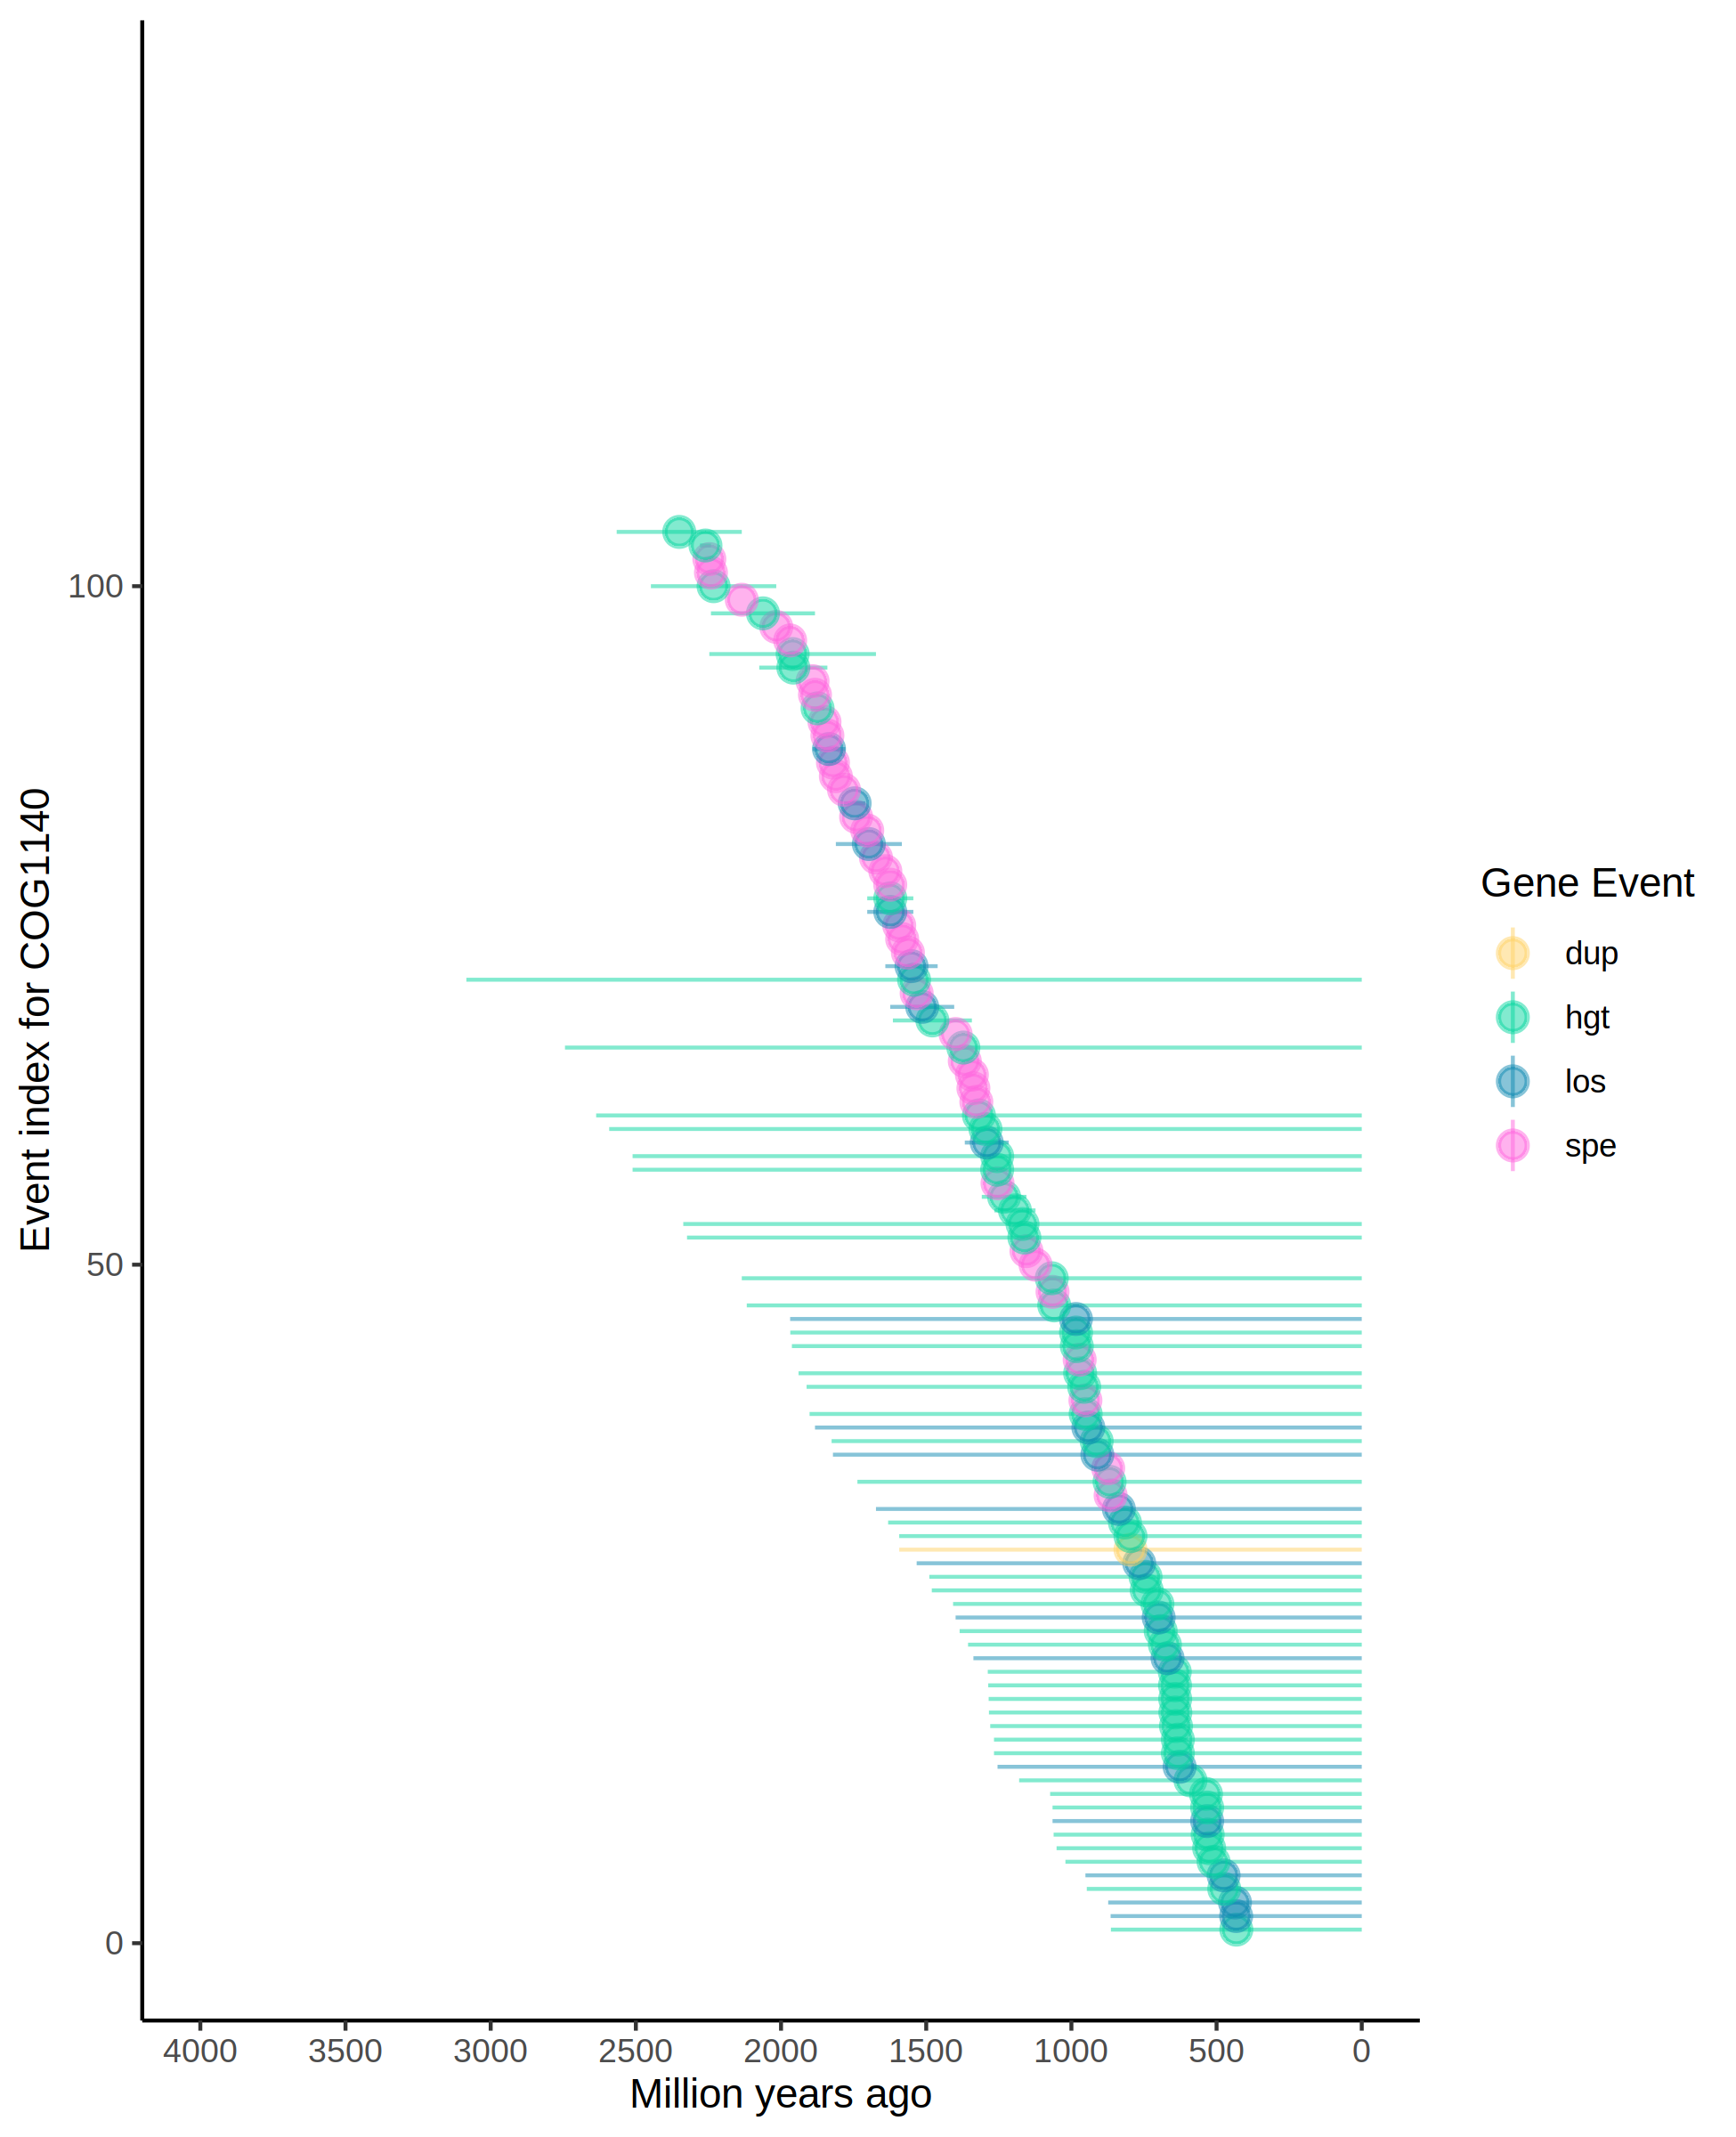 Event index for COG1140
100
50
0
4000 3500 3000 2500 2000 1500 1000 500 0
Million years ago
Gene Event
dup
hgt
los
spe